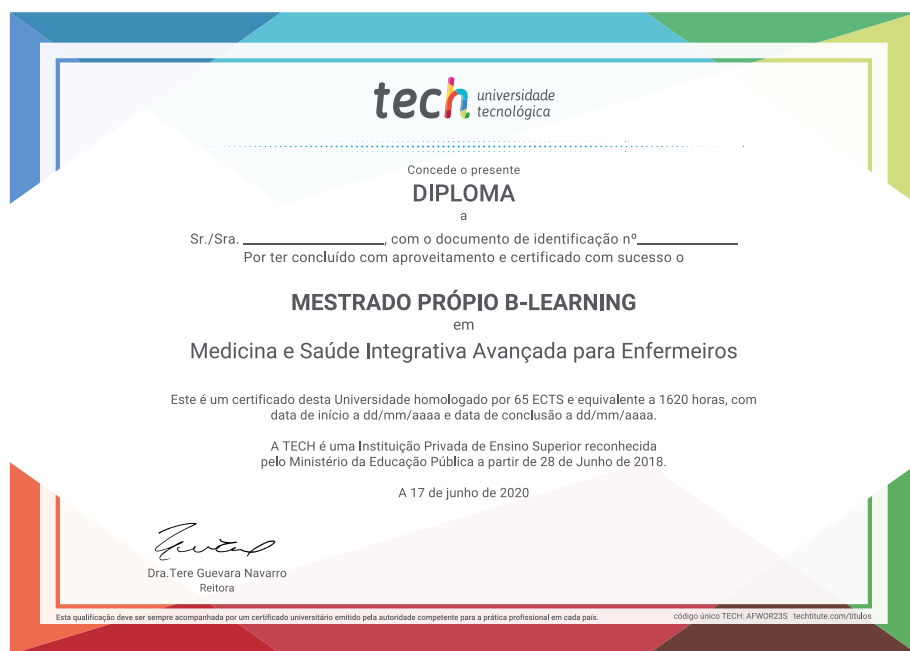 tech universidade
tecnológica
Concede o presente
DIPLOMA
a
Sr./Sra. ________________, com o documento de identificação nº____________
Por ter concluído com aproveitamento e certificado com sucesso o
MESTRADO PRÓPIO B-LEARNING
em
Medicina e Saúde Integrativa Avançada para Enfermeiros
Este é um certificado desta Universidade homologado por 65 ECTS e equivalente a 1620 horas, com
data de início a dd/mm/aaaa e data de conclusão a dd/mm/aaaa.
A TECH é uma Instituição Privada de Ensino Superior reconhecida
pelo Ministério da Educação Pública a partir de 28 de Junho de 2018.
A 17 de junho de 2020
Dra.Tere Guevara Navarro
Reitora
Esta qualificação deve ser sempre acompanhada por um certificado universitário emitido pela autoridade competente para a prática profissional em cada país.
código único TECH: AFWOR23S techtitute.com/titulos